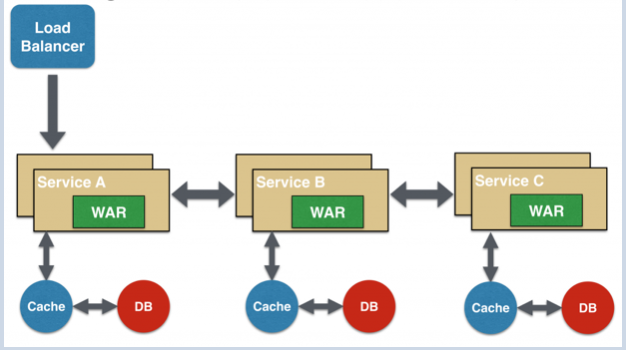 Load
Balancer
Service A
WAR
Service B
WAR
Service C
WAR
Cache
DB
Cache
DB
Cache
DB